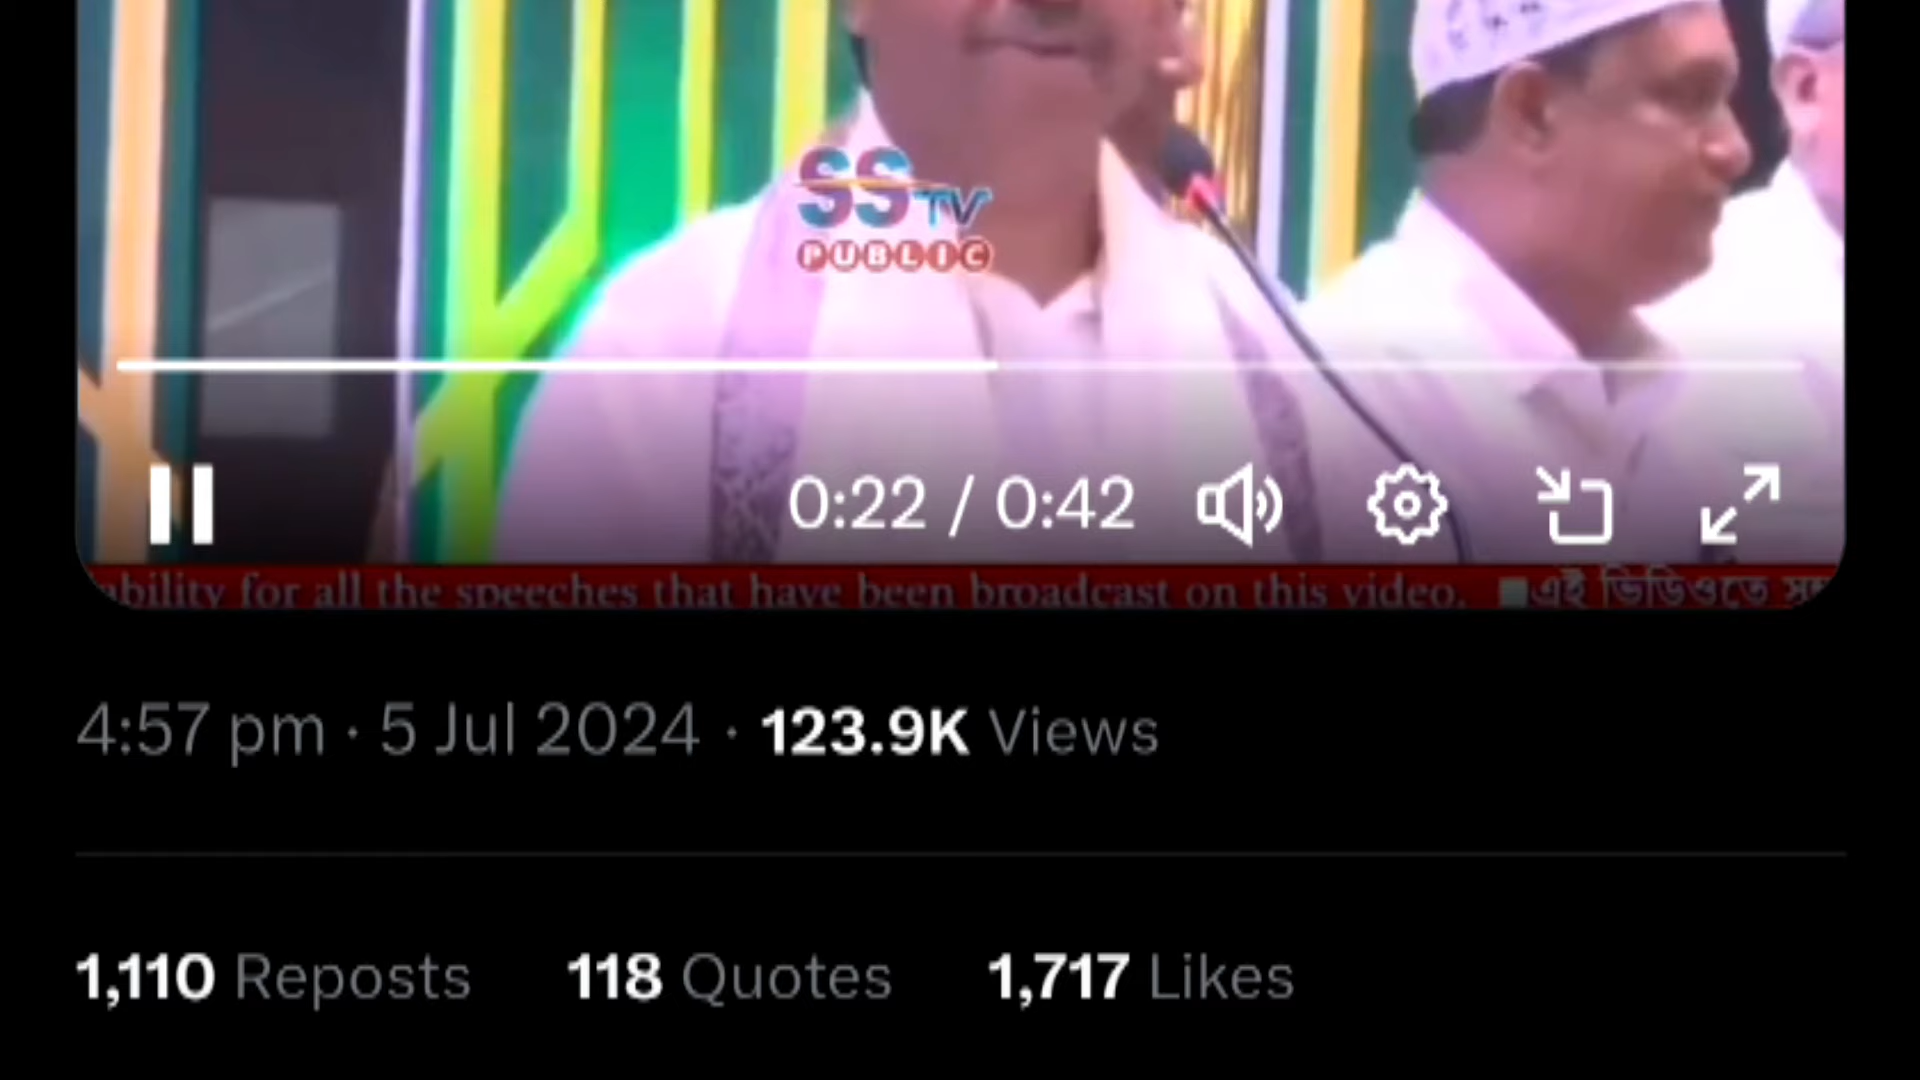 SS TV
PUBLIC
0:22 / 0:42
ability for all the speeches that have been broadcast on this video. ■এই ভিডিওতে
4:57 pm · 5 Jul 2024 · 123.9K Views
1,110 Reposts 118 Quotes 1,717 Likes